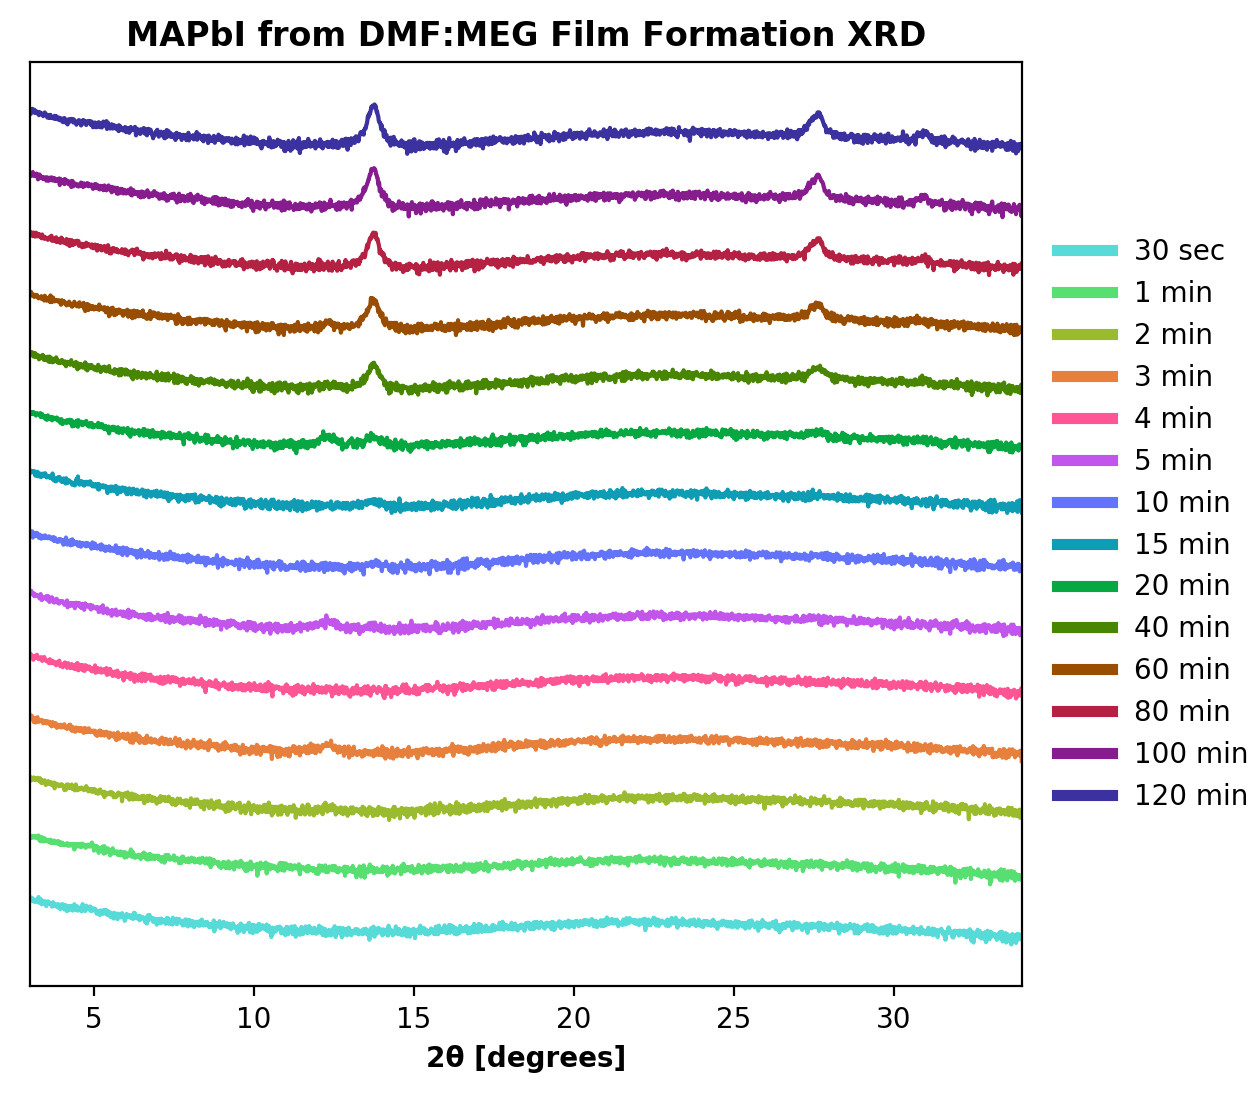 MAPbI from DMF:MEG Film Formation XRD
30 sec
1 min
2 min
3 min
4 min
5 min
10 min
15 min
20 min
40 min
60 min
80 min
100 min
120 min
5 10 15 20 25 30
2θ [degrees]